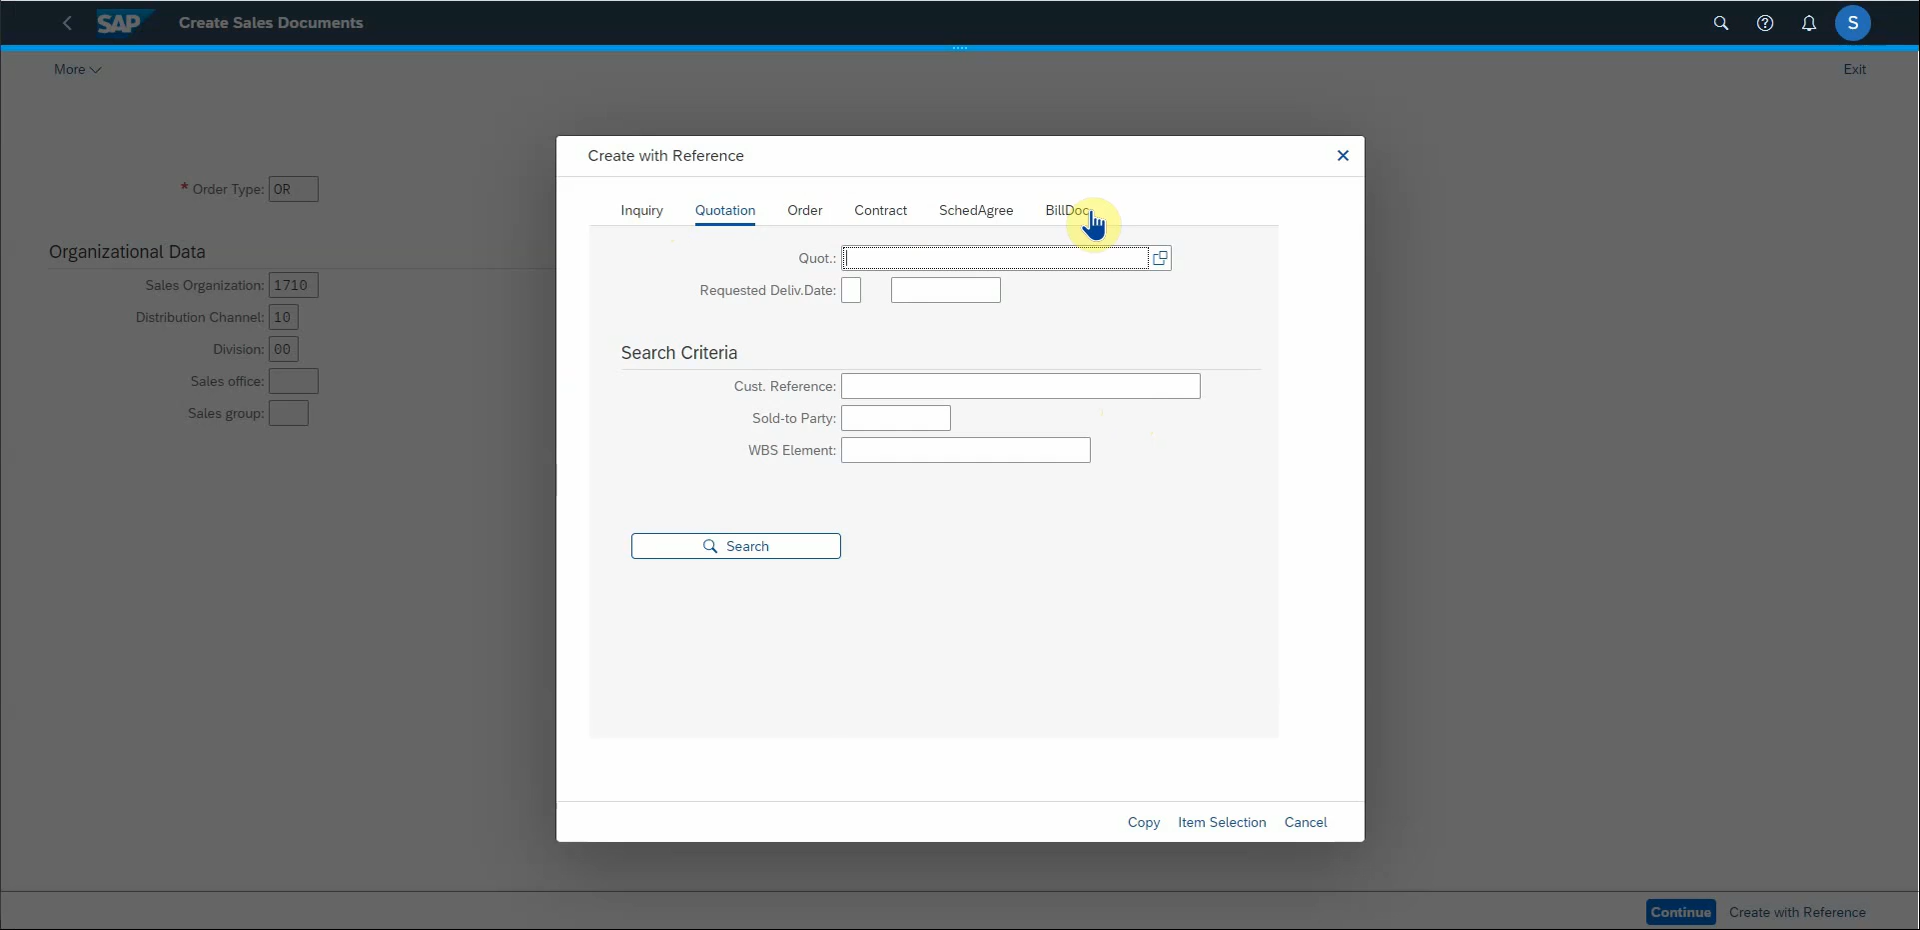 SAP Create Sales Documents S
More Exit
Create with Reference
* Order Type: OR
Inquiry Quotation Order Contract SchedAgree BillDoc
Organizational Data
Quot.:
Sales Organization: 1710
Requested Deliv.Date:
Distribution Channel: 10
Division: 00
Search Criteria
Sales office:
Cust. Reference:
Sales group:
Sold-to Party:
WBS Element:
Search
Copy Item Selection Cancel
Continue Create with Reference